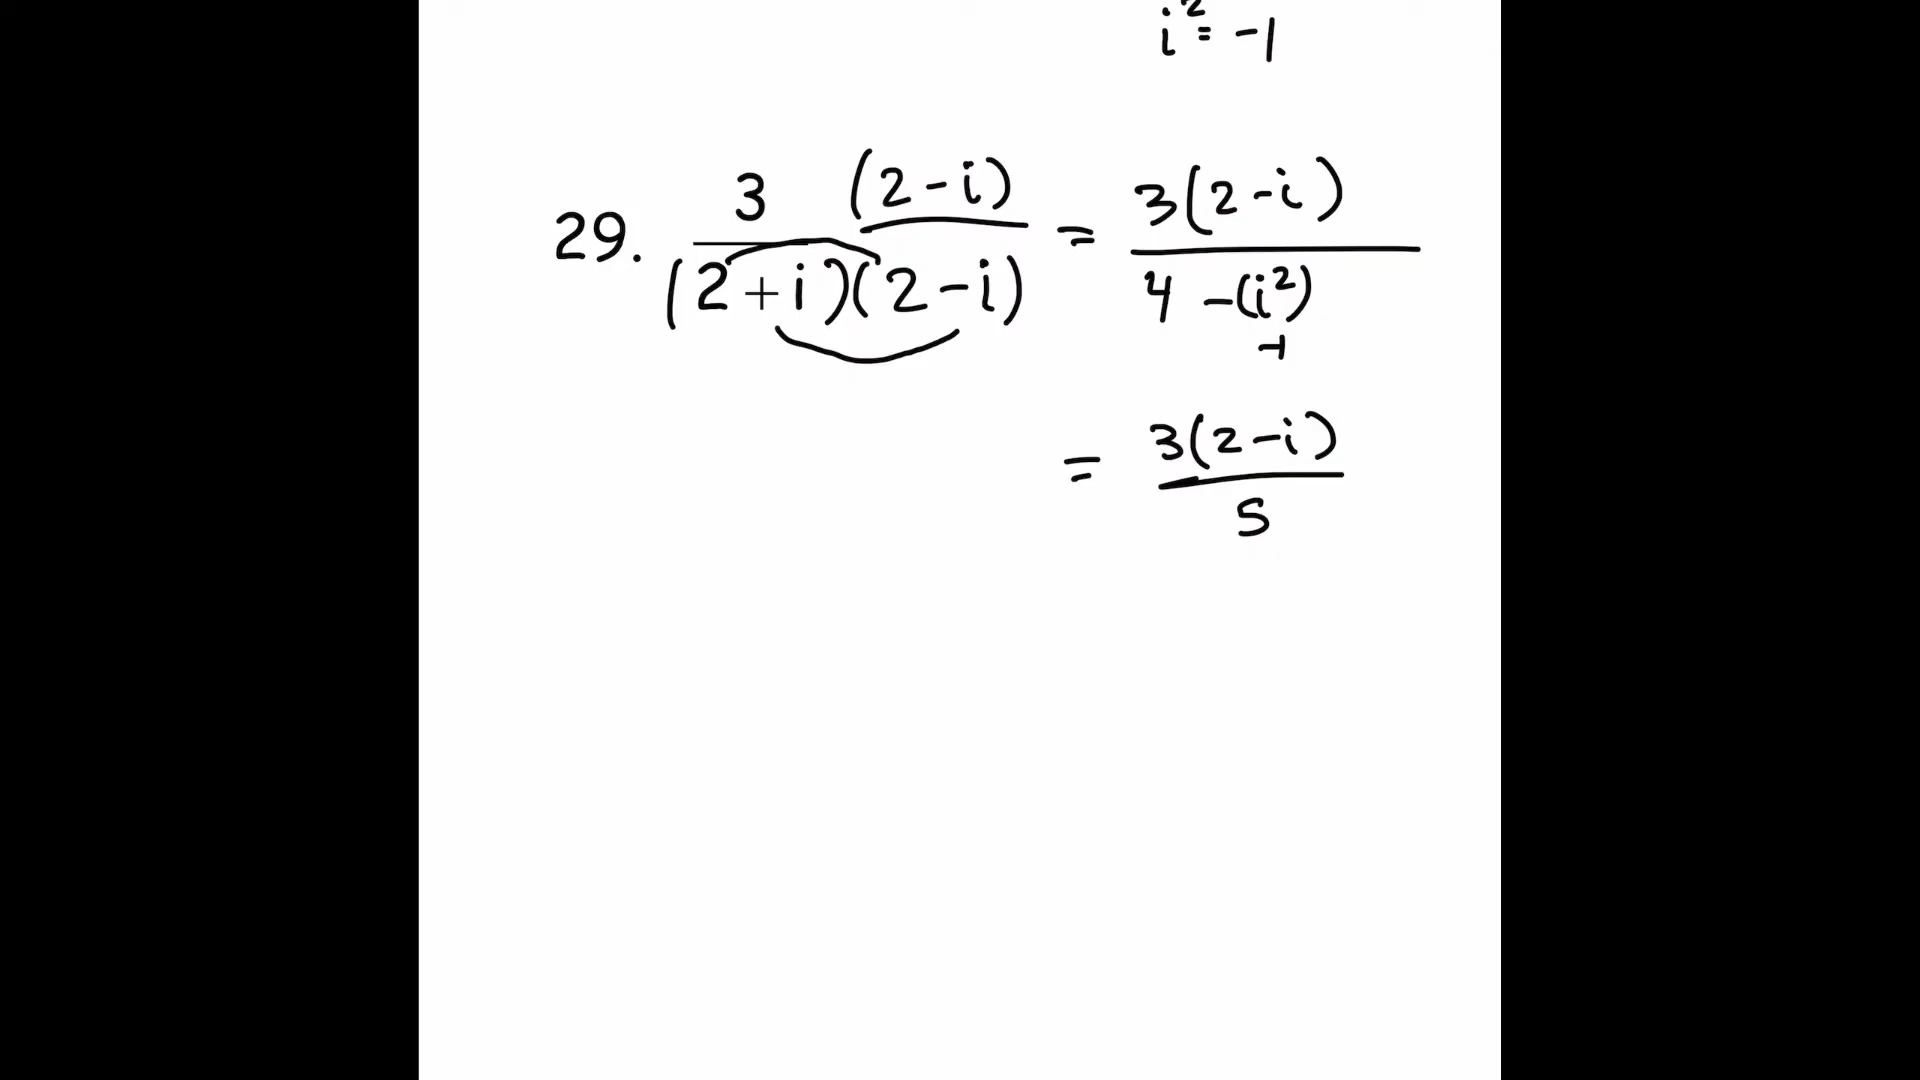 i² = -1
29. 3/(2+i) (2-i)/(2-i) = 3(2-i)/(4-(i²))
-1
= 3(2-i)/5